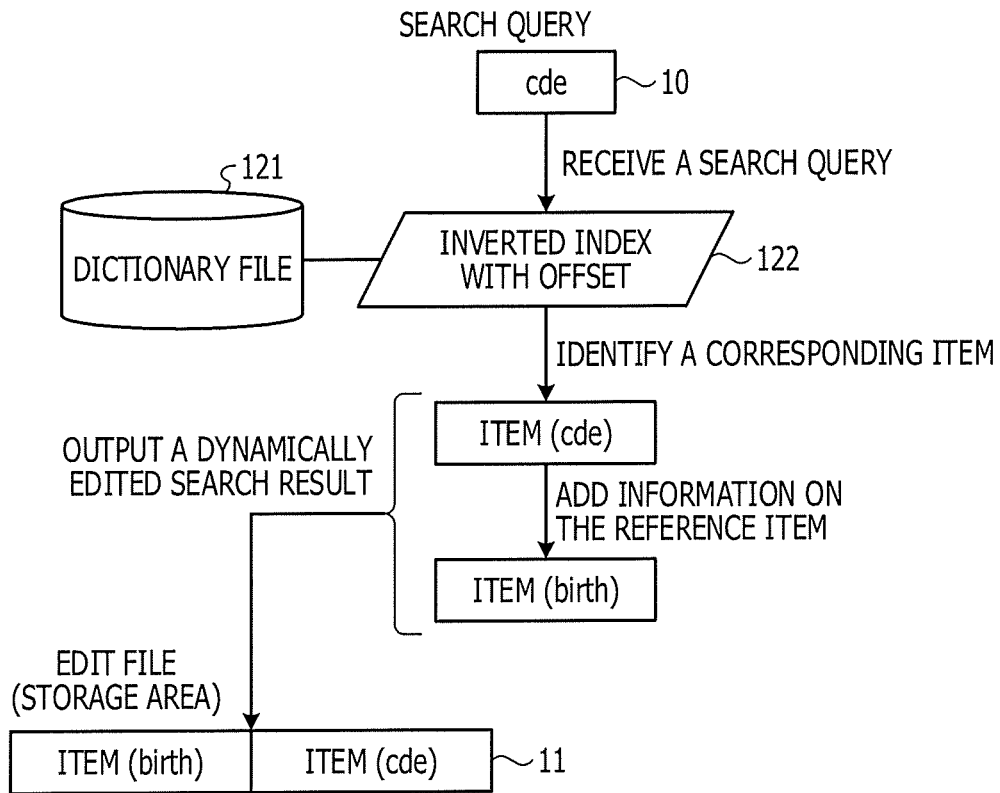 SEARCH QUERY
cde
10
RECEIVE A SEARCH QUERY
121
DICTIONARY FILE
INVERTED INDEX
WITH OFFSET
122
IDENTIFY A CORRESPONDING ITEM
ITEM (cde)
OUTPUT A DYNAMICALLY
EDITED SEARCH RESULT
ADD INFORMATION ON
THE REFERENCE ITEM
ITEM (birth)
EDIT FILE
(STORAGE AREA)
ITEM (birth)
ITEM (cde)
11